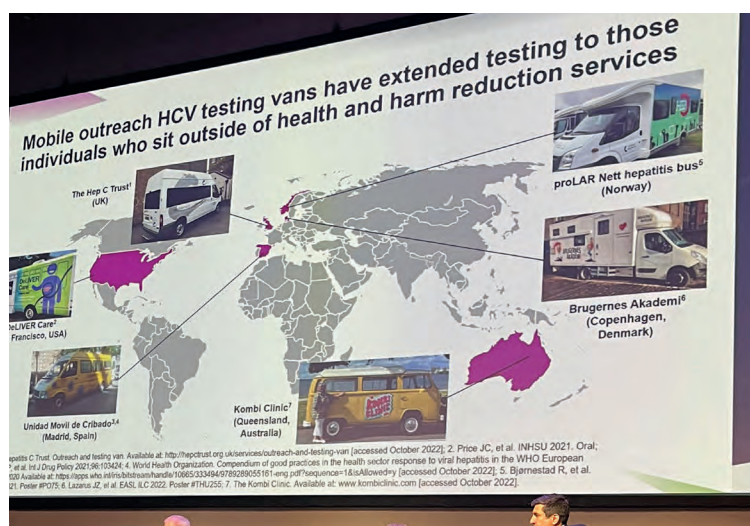 Mobile outreach HCV testing vans have extended testing to those
individuals who sit outside of health and harm reduction services
The Hep C Trust1
(UK)
proLAR Nett hepatitis bus5
(Norway)
DeLIVER Care2
Francisco, USA)
Brugernes Akademi6
(Copenhagen,
Denmark)
Unidad Movil de Cribado3,4
(Madrid, Spain)
Kombi Clinic7
(Queensland,
Australia)
epatitis C Trust. Outreach and testing van. Available at: http://hepctrust.org.uk/services/outreach-and-testing-van [accessed October 2022]; 2. Price JC, et al. INHSU 2021. Oral;
, et al. Int J Drug Policy 2021;96:103424; 4. World Health Organization. Compendium of good practices in the health sector response to viral hepatitis in the WHO European
2020 Available at: https://apps.who.int/iris/bitstream/handle/10665/333494/9789289055161-eng.pdf?sequence=1&isAllowed=y [accessed October 2022]; 5. Bjørnestad R, et al.
21. Poster #PO75; 6. Lazarus JZ, et al. EASL ILC 2022. Poster #THU255: 7. The Kombi Clinic. Available at: www.kombiclinic.com [accessed October 2022].